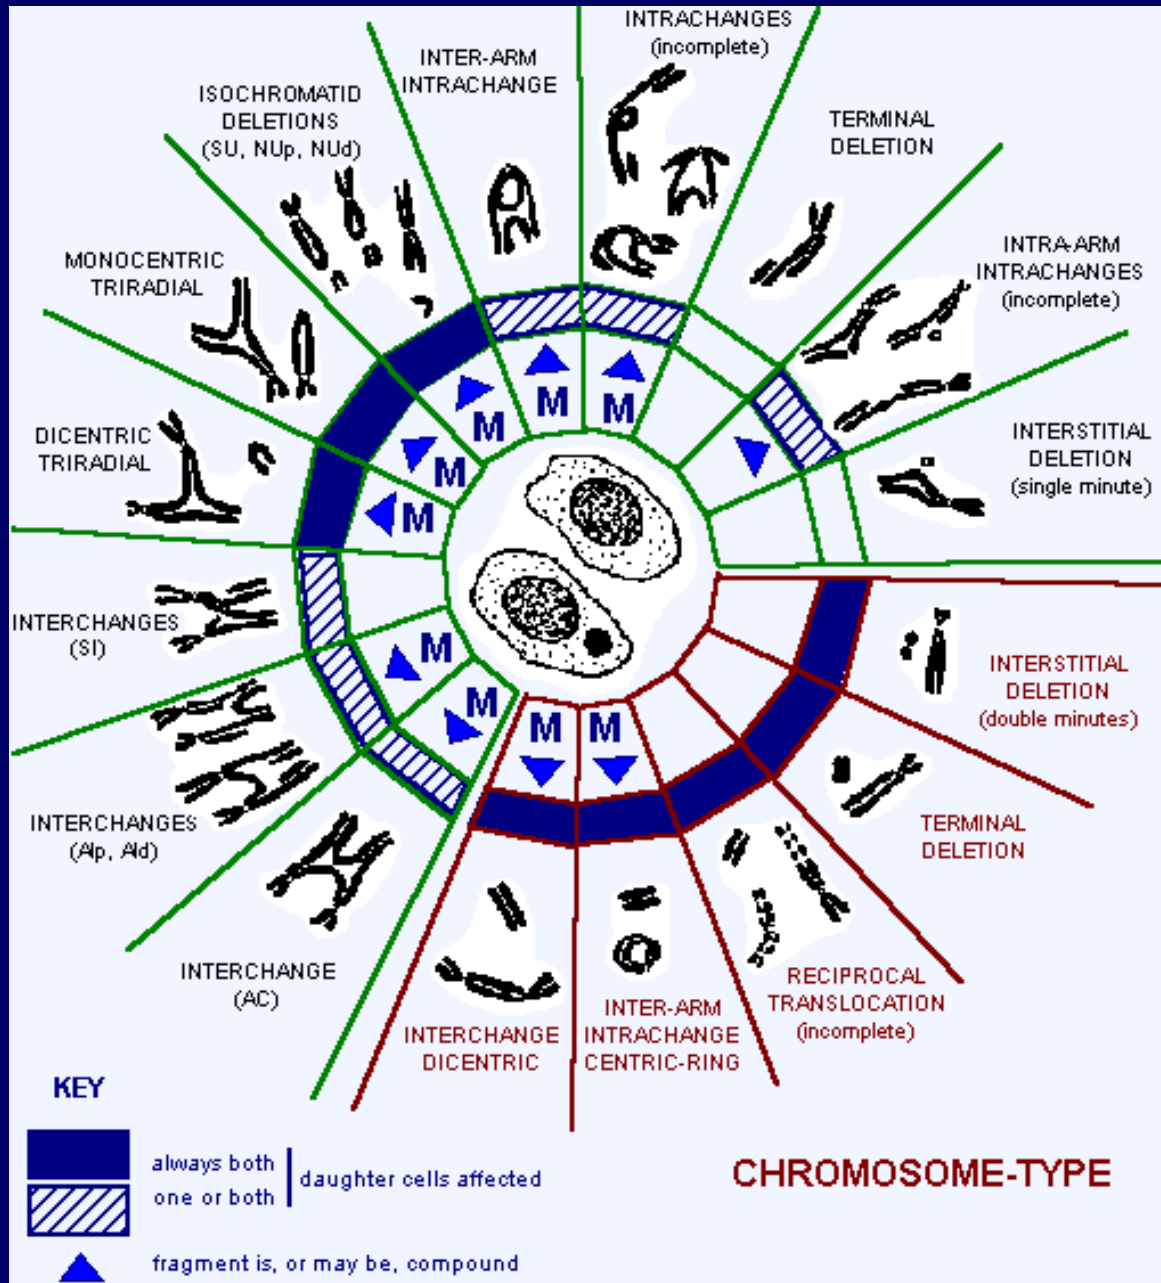 INTRACHANGES
(incomplete)
INTER-ARM
INTRACHANGE
ISOCHROMATID
DELETIONS
(SU, NUp, NUd)
TERMINAL
DELETION
MONOCENTRIC
TRIRADIAL
INTRA-ARM
INTRACHANGES
(incomplete)
DICENTRIC
TRIRADIAL
INTERSTITIAL
DELETION
(single minute)
M
M
M
M
M
M
M
M
M
INTERCHANGES
(SI)
INTERSTITIAL
DELETION
(double minutes)
INTERCHANGES
(AIp, AId)
TERMINAL
DELETION
INTERCHANGE
(AC)
RECIPROCAL
TRANSLOCATION
(incomplete)
INTERCHANGE
DICENTRIC
INTER-ARM
INTRACHANGE
CENTRIC-RING
KEY
always both
one or both
daughter cells affected
fragment is, or may be, compound
CHROMOSOME-TYPE